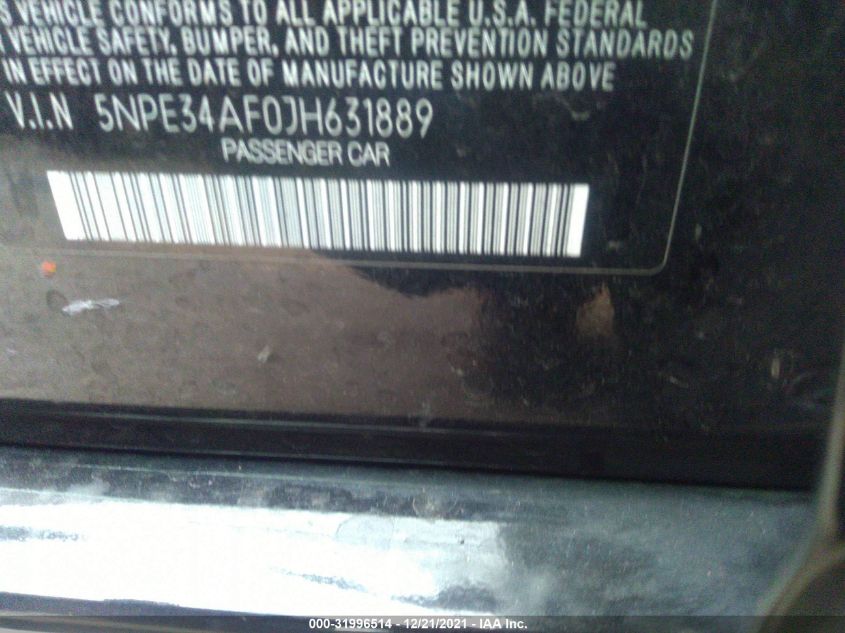 S VEHICLE CONFORMS TO ALL APPLICABLE U.S.A. FEDERAL
VEHICLE SAFETY, BUMPER, AND THEFT PREVENTION STANDARDS
IN EFFECT ON THE DATE OF MANUFACTURE SHOWN ABOVE
V.I.N 5NPE34AF0JH631889
PASSENGER CAR
000-31996514 - 12/21/2021 - IAA Inc.